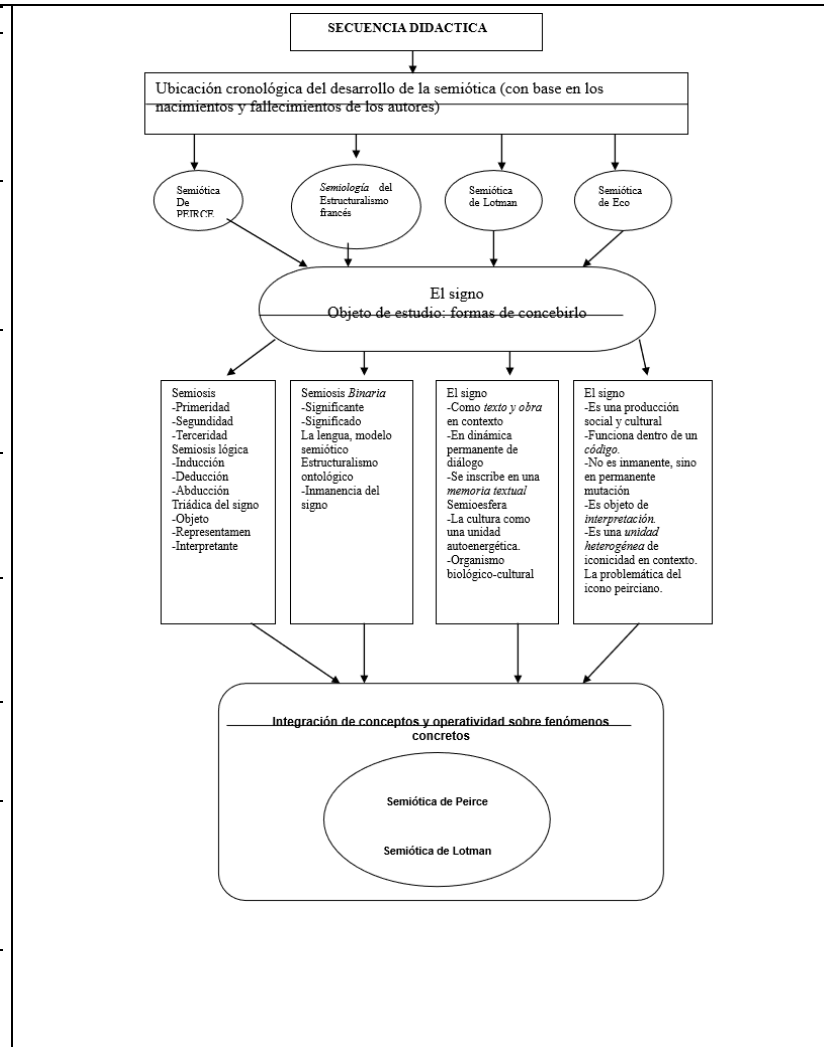 SECUENCIA DIDACTICA
Ubicación cronológica del desarrollo de la semiótica (con base en los
nacimientos y fallecimientos de los autores)
Semiótica
De
PEIRCE
Semiología del
Estructuralismo
francés
Semiótica
de Lotman
Semiótica
de Eco
El signo
Objeto de estudio: formas de concebirlo
Semiosis
-Primeridad
-Segundidad
-Terceridad
Semiosis lógica
-Inducción
-Deducción
-Abducción
Triádica del signo
-Objeto
-Representamen
-Interpretante
Semiosis Binaria
-Significante
-Significado
La lengua, modelo
semiótico
Estructuralismo
ontológico
-Inmanencia del
signo
El signo
-Como texto y obra
en contexto
-En dinámica
permanente de
diálogo
-Se inscribe en una
memoria textual
Semioesfera
-La cultura como
una unidad
autoenergética.
-Organismo
biológico-cultural
El signo
-Es una producción
social y cultural
-Funciona dentro de un
código.
-No es inmanente, sino
en permanente
mutación
-Es objeto de
interpretación.
-Es una unidad
heterogénea de
iconicidad en contexto.
La problemática del
icono peirciano.
Integración de conceptos y operatividad sobre fenómenos
concretos
Semiótica de Peirce
Semiótica de Lotman